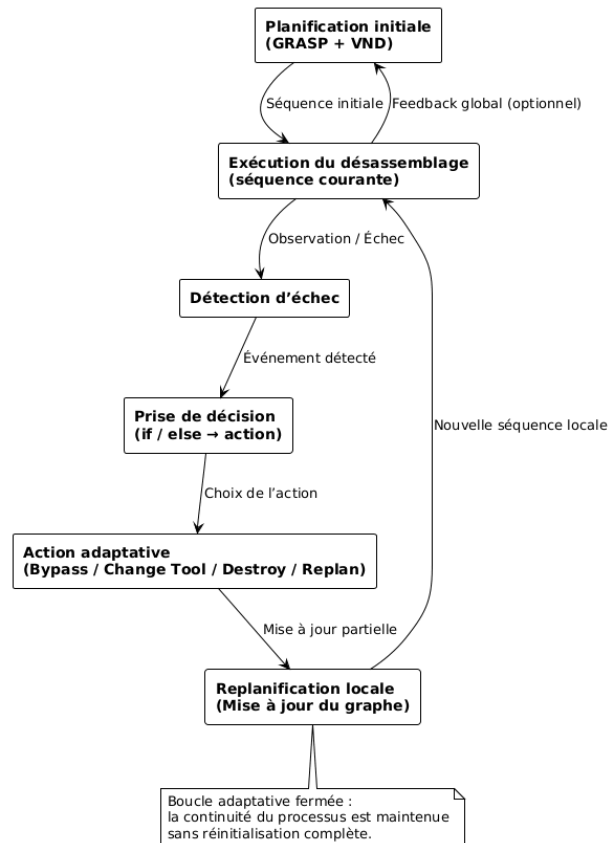 Planification initiale
(GRASP + VND)
Séquence initiale
Feedback global (optionnel)
Exécution du désassemblage
(séquence courante)
Observation / Échec
Détection d’échec
Événement détecté
Prise de décision
(if / else → action)
Nouvelle séquence locale
Choix de l’action
Action adaptative
(Bypass / Change Tool / Destroy / Replan)
Mise à jour partielle
Replanification locale
(Mise à jour du graphe)
Boucle adaptative fermée :
la continuité du processus est maintenue
sans réinitialisation complète.